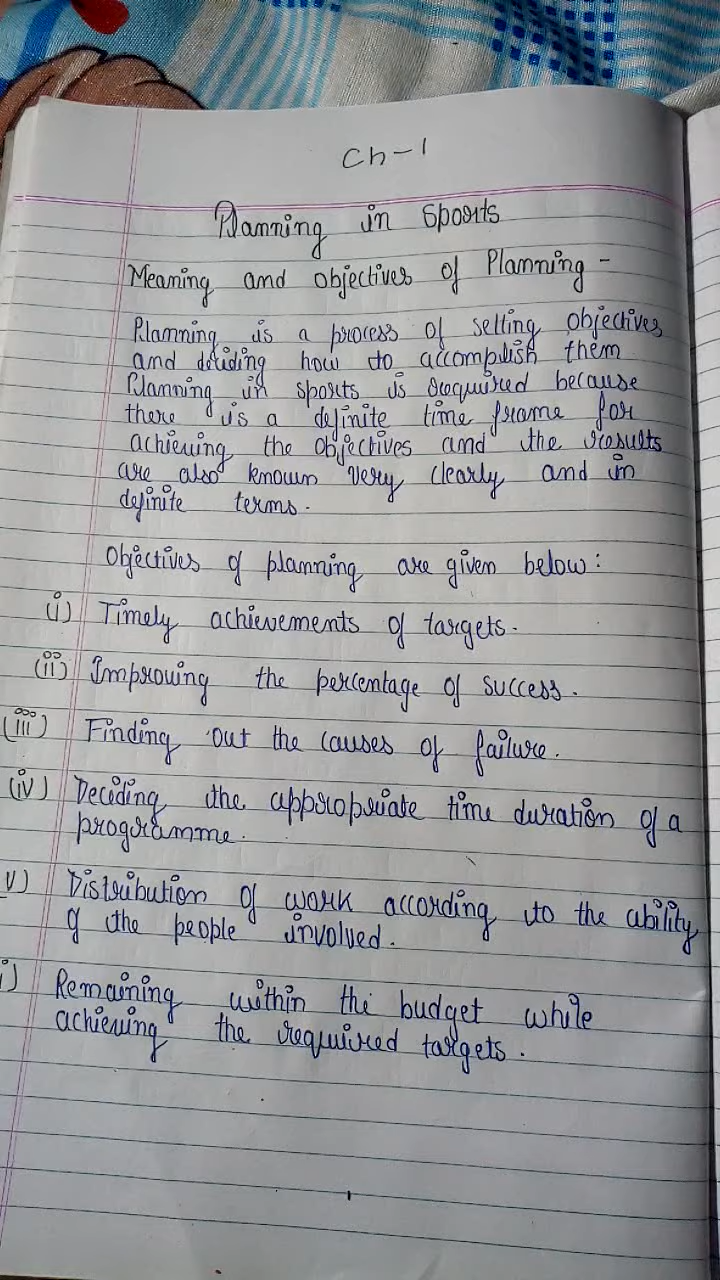 Ch-1
Planning in Sports
Meaning and objectives of Planning -
Planning is a process of setting objectives
and deciding how to accomplish them
Planning in sports is required because
there is a definite time frame for
achieving the objectives and the results
are also known very clearly and in
definite terms.
Objectives of planning are given below:
(i) Timely achievements of targets.
(ii) Improving the percentage of success.
(iii) Finding out the causes of failure.
(iv) Deciding the appropriate time duration of a
programme.
v) Distribution of work according to the ability
of the people involved.
i) Remaining within the budget while
achieving the required targets.